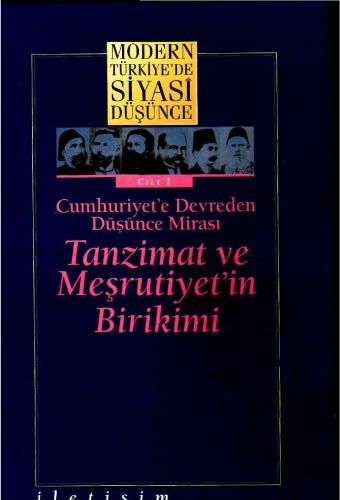 MODERN
TÜRKİYE'DE
SİYASÎ
DÜŞÜNCE
CİLT 1
Cumhuriyet'e Devreden
Düşünce Mirası
Tanzimat ve
Meşrutiyet'in
Birikimi
iletişim